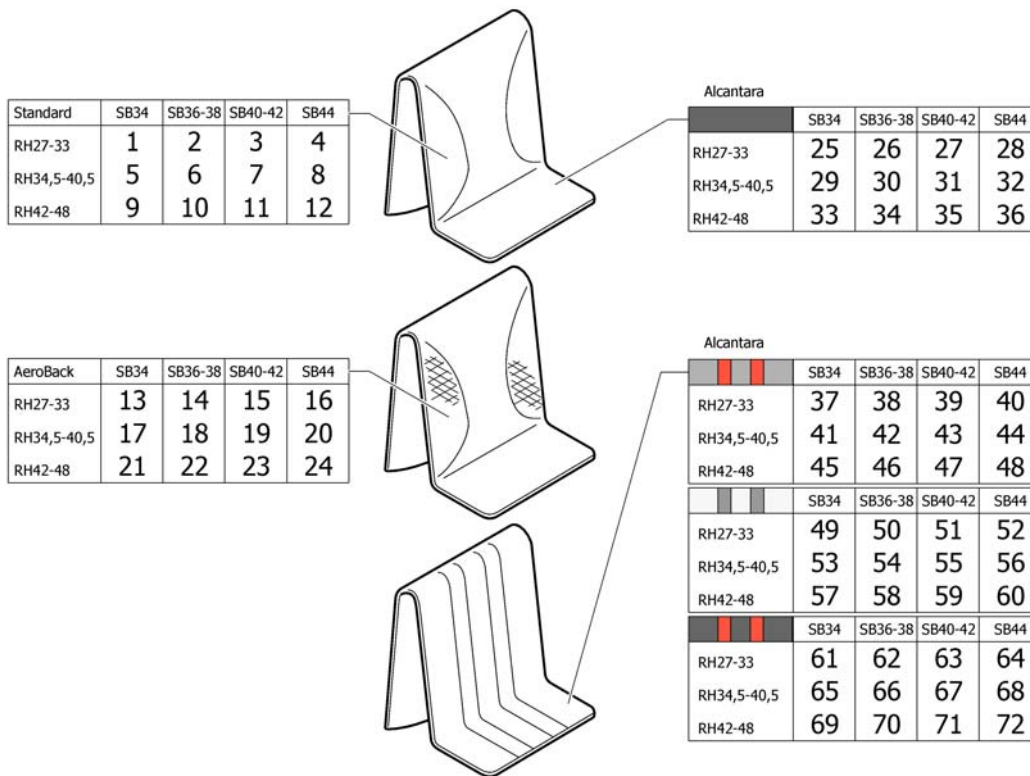 Standard SB34 SB36-38 SB40-42 SB44
RH27-33 1 2 3 4
RH34,5-40,5 5 6 7 8
RH42-48 9 10 11 12
Alcantara
SB34 SB36-38 SB40-42 SB44
RH27-33 25 26 27 28
RH34,5-40,5 29 30 31 32
RH42-48 33 34 35 36
AeroBack SB34 SB36-38 SB40-42 SB44
RH27-33 13 14 15 16
RH34,5-40,5 17 18 19 20
RH42-48 21 22 23 24
Alcantara
SB34 SB36-38 SB40-42 SB44
RH27-33 37 38 39 40
RH34,5-40,5 41 42 43 44
RH42-48 45 46 47 48
SB34 SB36-38 SB40-42 SB44
RH27-33 49 50 51 52
RH34,5-40,5 53 54 55 56
RH42-48 57 58 59 60
SB34 SB36-38 SB40-42 SB44
RH27-33 61 62 63 64
RH34,5-40,5 65 66 67 68
RH42-48 69 70 71 72